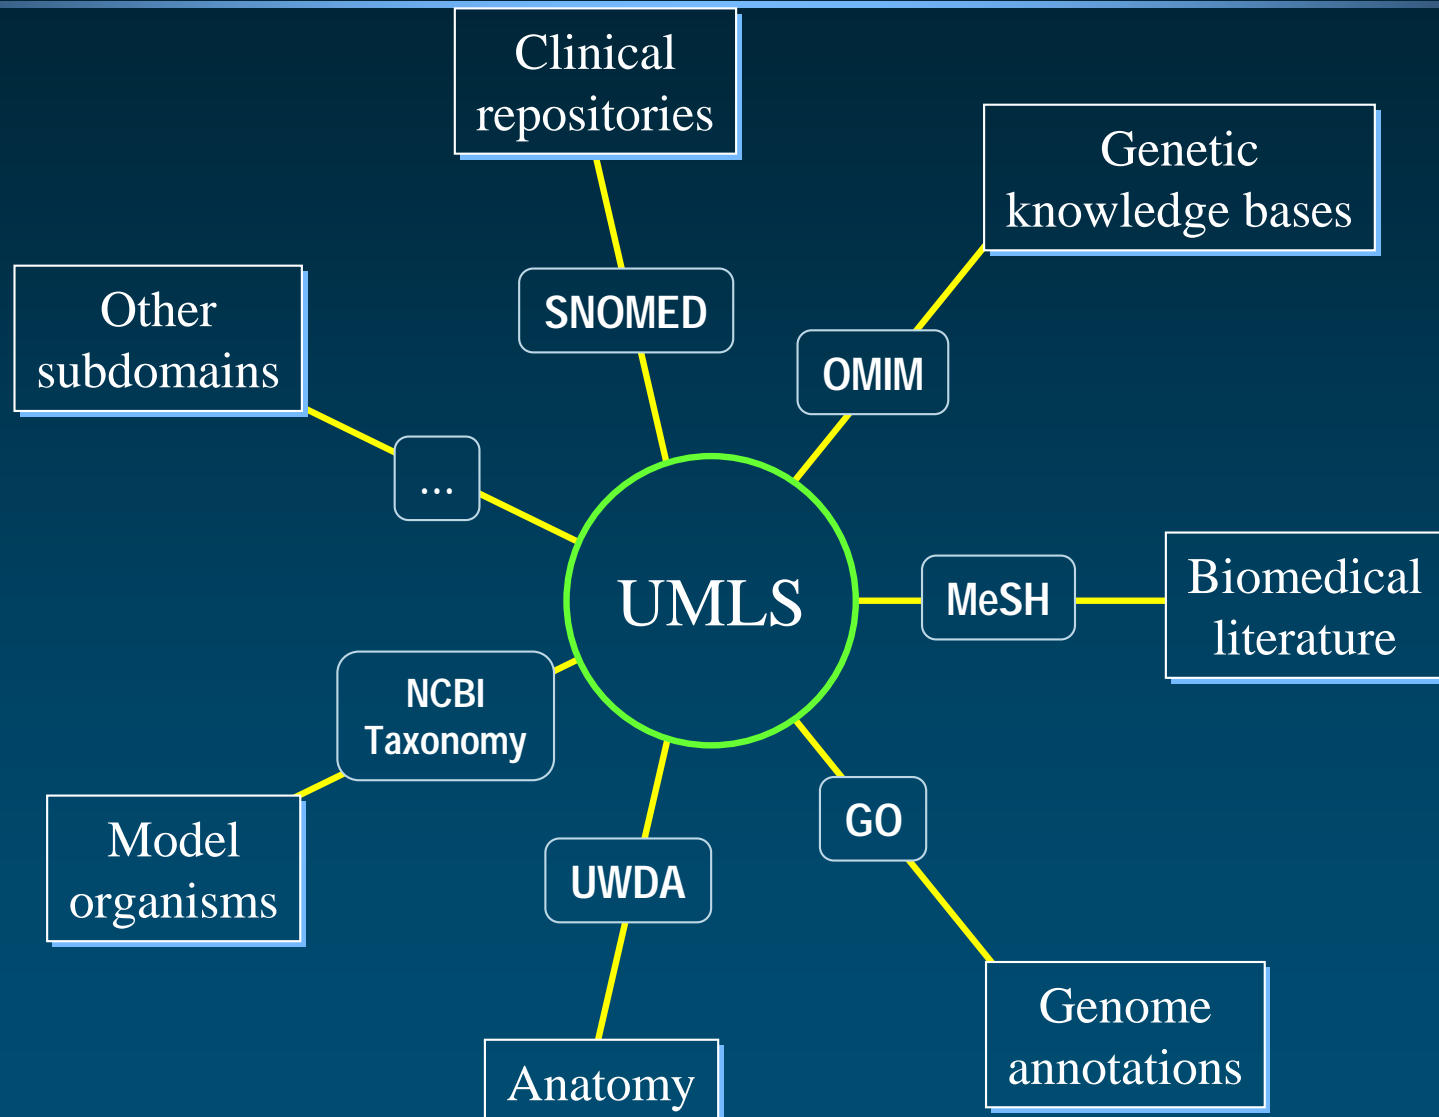 Clinical
repositories
Genetic
knowledge bases
SNOMED
Other
subdomains
OMIM
...
UMLS
MeSH
Biomedical
literature
NCBI
Taxonomy
GO
Model
organisms
UWDA
Genome
annotations
Anatomy